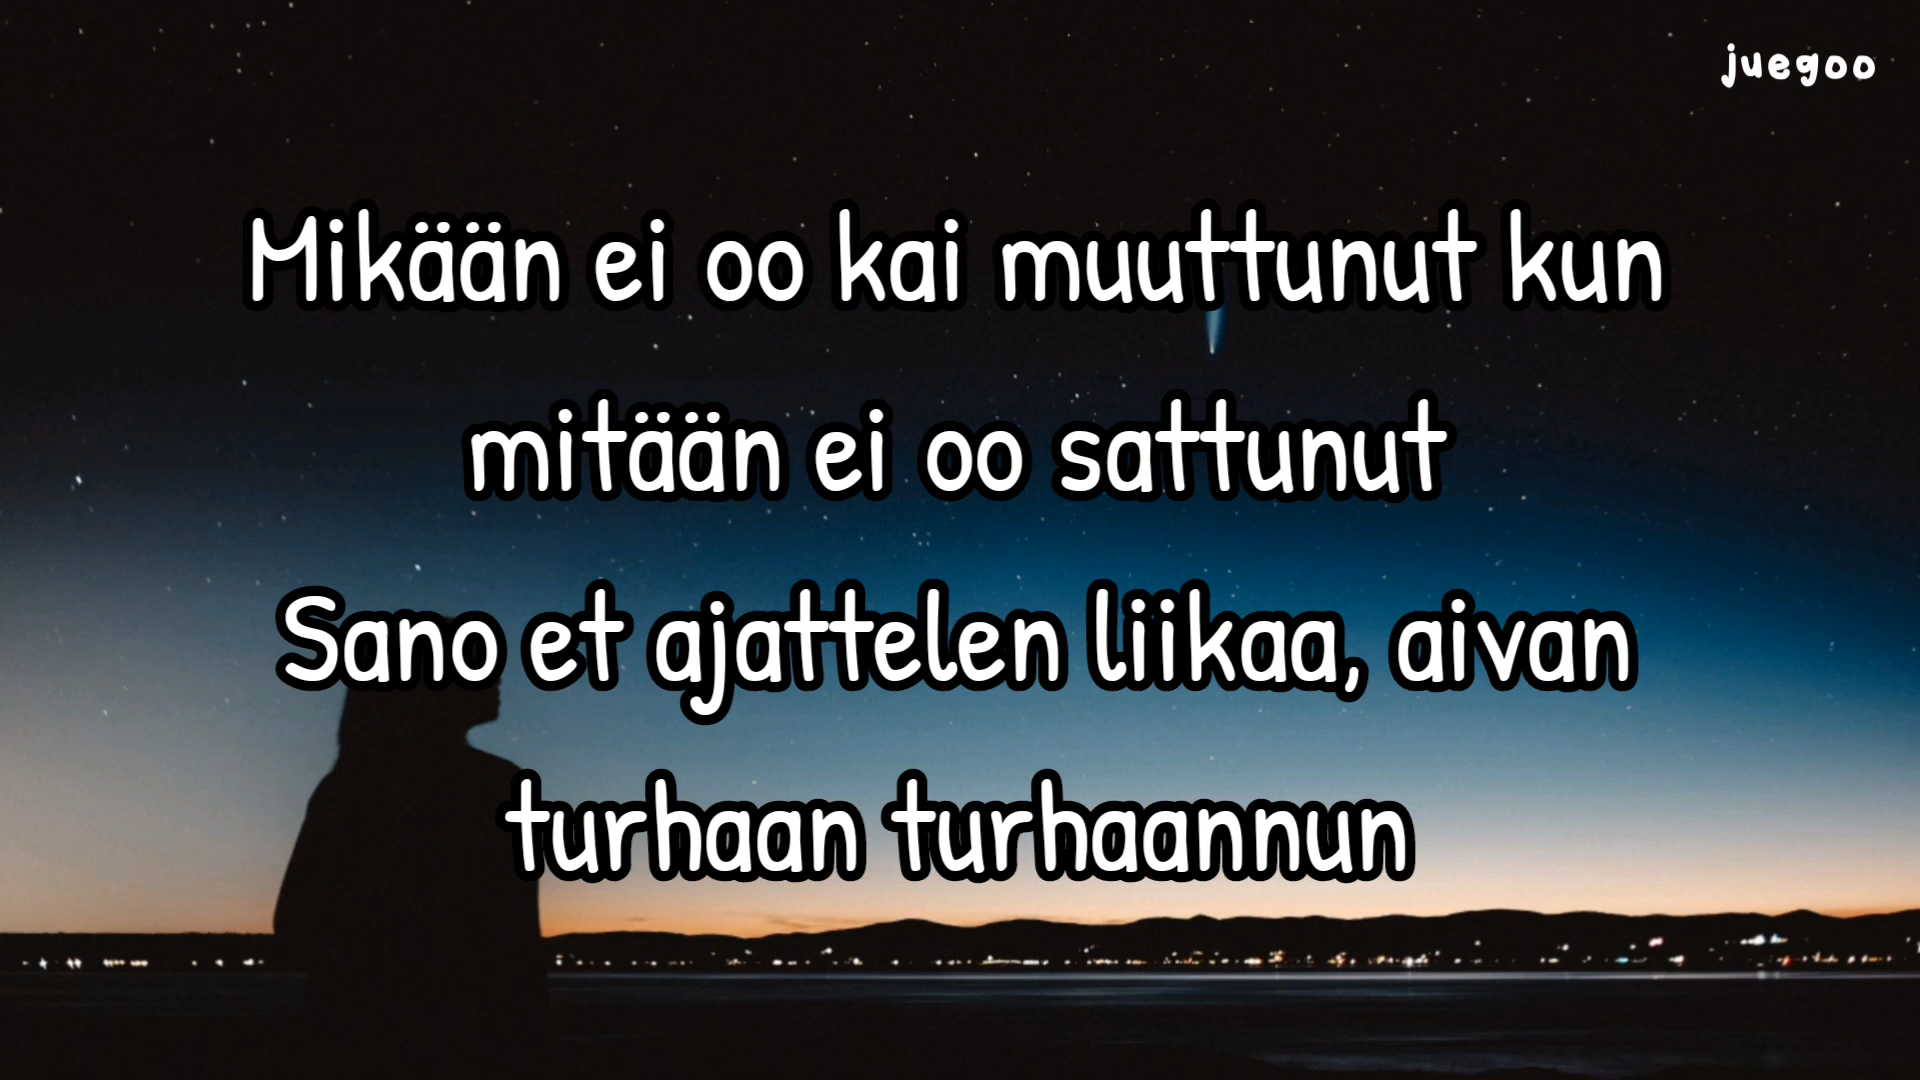 juegoo
Mikään ei oo kai muuttunut kun
mitään ei oo sattunut
Sano et ajattelen liikaa, aivan
turhaan turhaannun